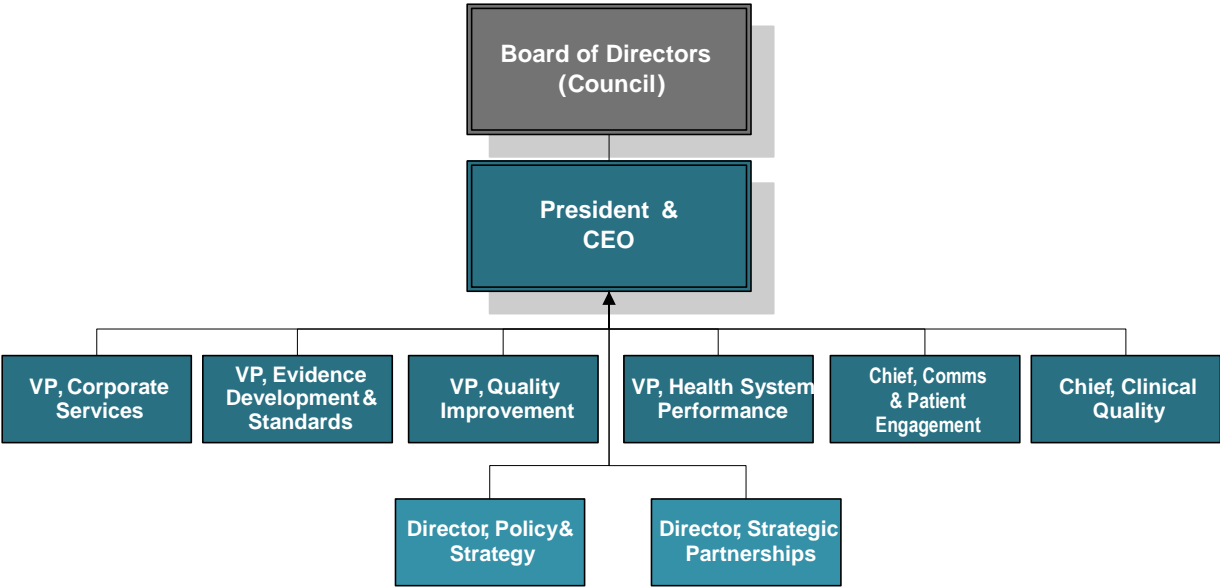 Board of Directors
(Council)
President &
CEO
VP, Corporate
Services
VP, Evidence
Development &
Standards
VP, Quality
Improvement
VP, Health System
Performance
Chief, Comms
& Patient
Engagement
Chief, Clinical
Quality
Director, Policy &
Strategy
Director, Strategic
Partnerships